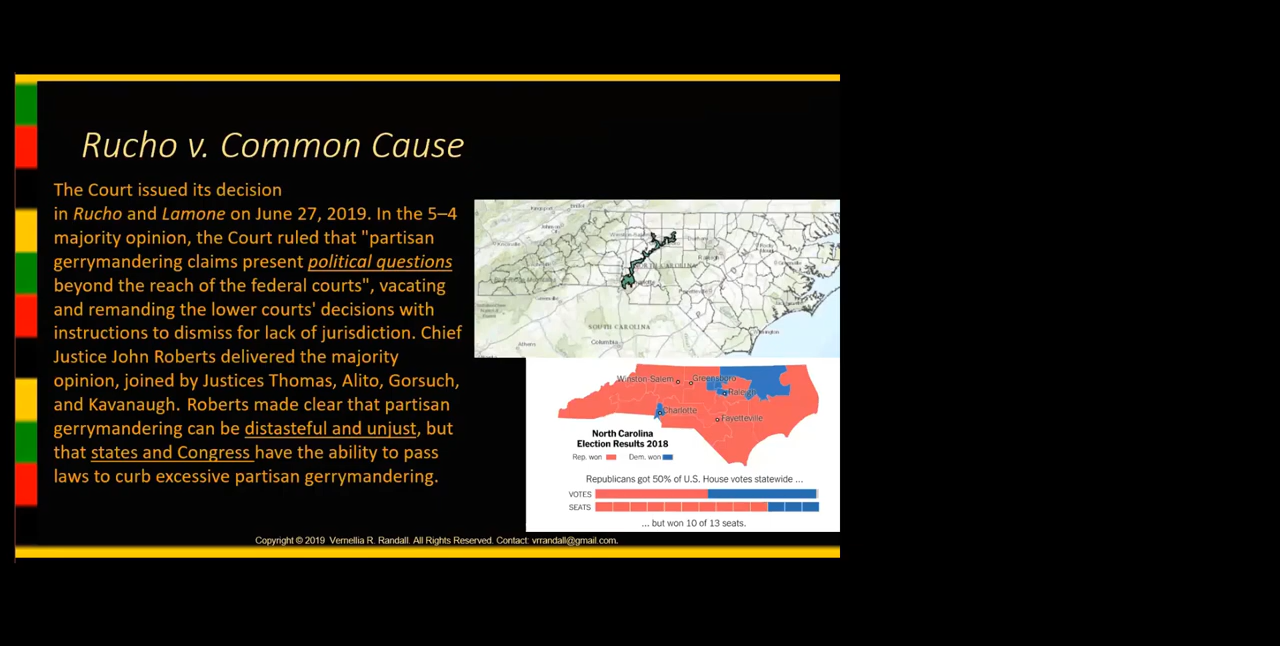 Rucho v. Common Cause
The Court issued its decision
in Rucho and Lamone on June 27, 2019. In the 5–4
majority opinion, the Court ruled that "partisan
gerrymandering claims present political questions
beyond the reach of the federal courts", vacating
and remanding the lower courts' decisions with
instructions to dismiss for lack of jurisdiction. Chief
Justice John Roberts delivered the majority
opinion, joined by Justices Thomas, Alito, Gorsuch,
and Kavanaugh. Roberts made clear that partisan
gerrymandering can be distasteful and unjust, but
that states and Congress have the ability to pass
laws to curb excessive partisan gerrymandering.
Raleigh
SOUTH CAROLINA
Athens
Columbia
Winston Salem
Greensboro
Raleigh
Charlotte
Fayetteville
North Carolina
Election Results 2018
Rep. won Dem. won
Republicans got 50% of U.S. House votes statewide ...
VOTES
SEATS
... but won 10 of 13 seats.
Copyright © 2019 Vernellia R. Randall. All Rights Reserved. Contact: vrrandall@gmail.com.